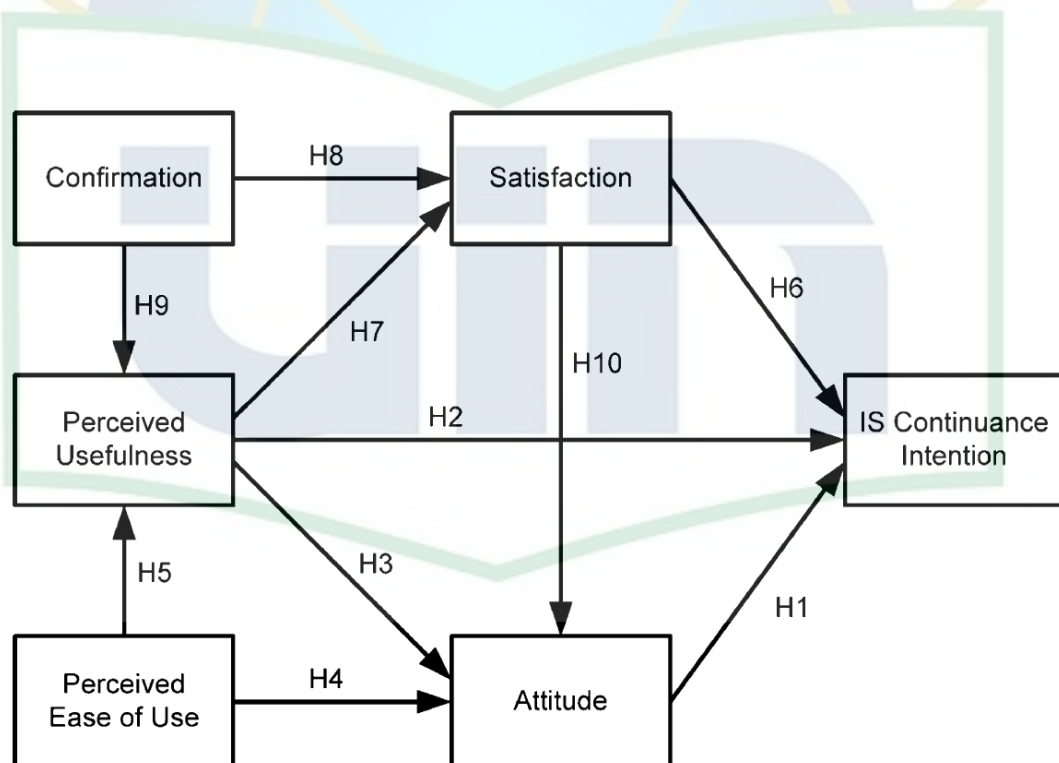 Confirmation
H8
Satisfaction
H9
H7
H6
H10
Perceived
Usefulness
H2
IS Continuance
Intention
H5
H3
H1
Perceived
Ease of Use
H4
Attitude
uin